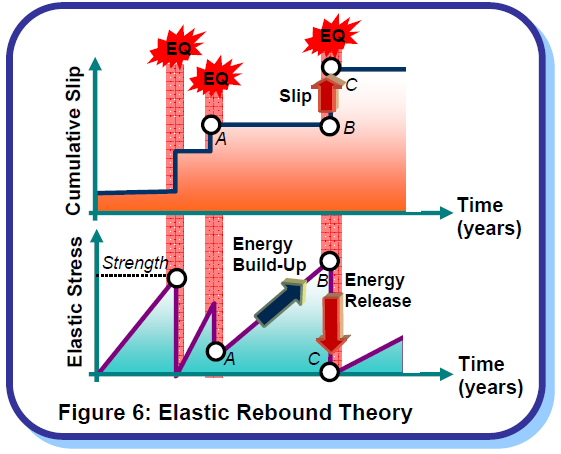 EQ
EQ
EQ
Cumulative Slip
Slip
C
A
B
Time
(years)
Elastic Stress
Strength
Energy
Build-Up
B
Energy
Release
A
C
Time
(years)
Figure 6: Elastic Rebound Theory